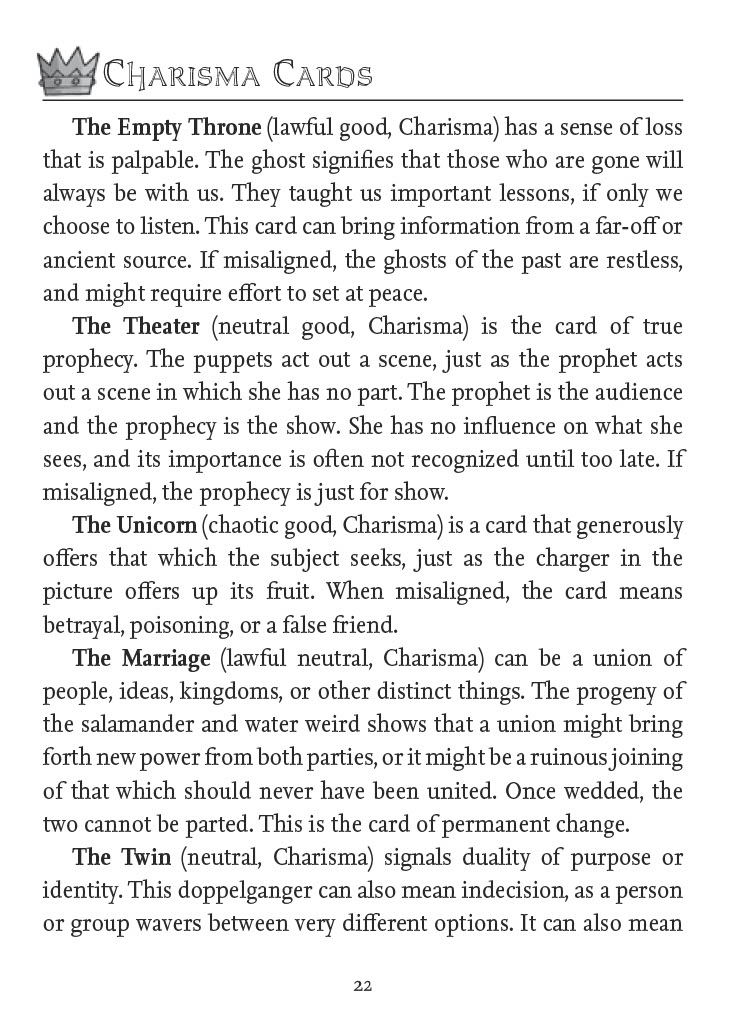 Charisma Cards
The Empty Throne (lawful good, Charisma) has a sense of loss
that is palpable. The ghost signifies that those who are gone will
always be with us. They taught us important lessons, if only we
choose to listen. This card can bring information from a far-off or
ancient source. If misaligned, the ghosts of the past are restless,
and might require effort to set at peace.
The Theater (neutral good, Charisma) is the card of true
prophecy. The puppets act out a scene, just as the prophet acts
out a scene in which she has no part. The prophet is the audience
and the prophecy is the show. She has no influence on what she
sees, and its importance is often not recognized until too late. If
misaligned, the prophecy is just for show.
The Unicorn (chaotic good, Charisma) is a card that generously
offers that which the subject seeks, just as the charger in the
picture offers up its fruit. When misaligned, the card means
betrayal, poisoning, or a false friend.
The Marriage (lawful neutral, Charisma) can be a union of
people, ideas, kingdoms, or other distinct things. The progeny of
the salamander and water weird shows that a union might bring
forth new power from both parties, or it might be a ruinous joining
of that which should never have been united. Once wedded, the
two cannot be parted. This is the card of permanent change.
The Twin (neutral, Charisma) signals duality of purpose or
identity. This doppelganger can also mean indecision, as a person
or group wavers between very different options. It can also mean
22